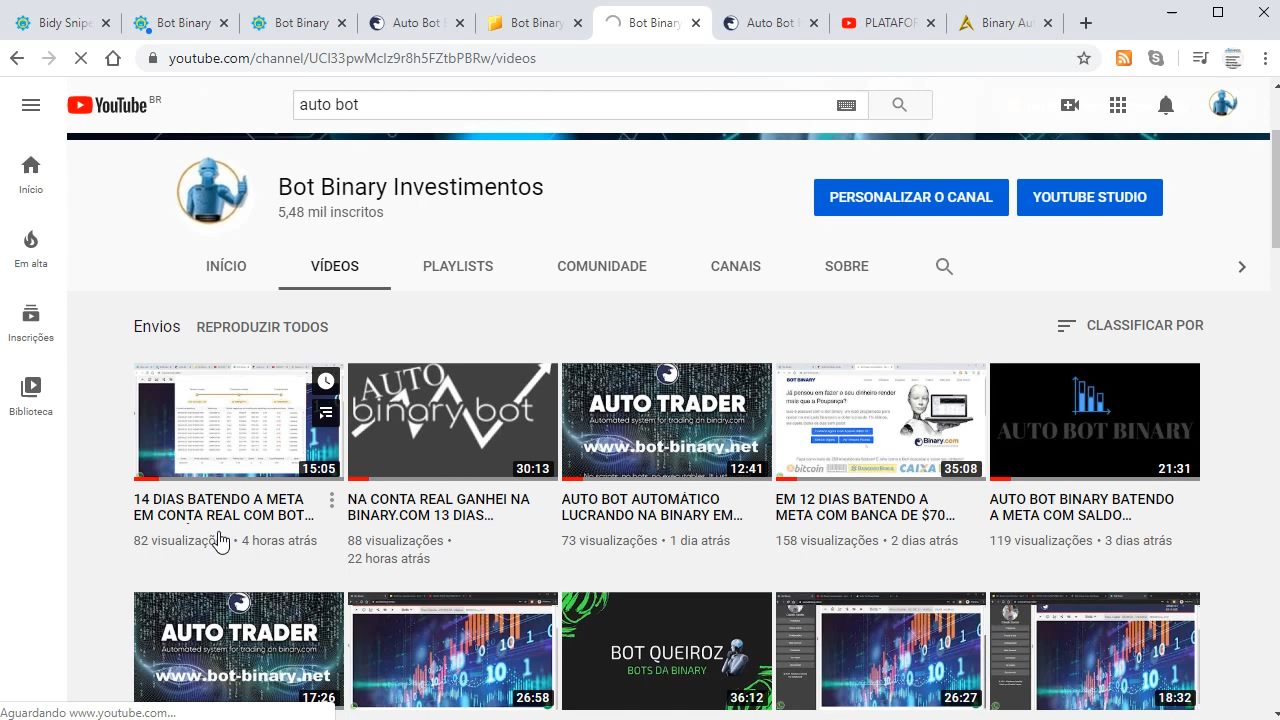 Bidy Snipe
Bot Binary
Bot Binary
Auto Bot
Bot Binary
Bot Binary
Auto Bot
PLATAFOR
Binary Au
youtube.com/channel/UCl33pwMcIz9r8h5FZtbPBRw/videos
YouTube BR
auto bot
Início
Em alta
Inscrições
Biblioteca
Bot Binary Investimentos
5,48 mil inscritos
PERSONALIZAR O CANAL
YOUTUBE STUDIO
INÍCIO VÍDEOS PLAYLISTS COMUNIDADE CANAIS SOBRE
Envios REPRODUZIR TODOS
CLASSIFICAR POR
15:05
AUTO
binary bot
30:13
AUTO TRADER
Automated system for trading on binary.com
www.bot-binary.net
12:41
BOT BINARY
Já pensou em fazer o seu dinheiro render
mais que a Poupança?
Binary.com
bitcoin
CAIXA
35:08
AUTO BOT BINARY
21:31
14 DIAS BATENDO A META
EM CONTA REAL COM BOT...
82 visualizações • 4 horas atrás
NA CONTA REAL GANHEI NA
BINARY.COM 13 DIAS...
88 visualizações •
22 horas atrás
AUTO BOT AUTOMÁTICO
LUCRANDO NA BINARY EM...
73 visualizações • 1 dia atrás
EM 12 DIAS BATENDO A
META COM BANCA DE $70...
158 visualizações • 2 dias atrás
AUTO BOT BINARY BATENDO
A META COM SALDO...
119 visualizações • 3 dias atrás
AUTO TRADER
Automated system for trading on binary.com
www.bot-binary.net
17:26
26:58
BOT QUEIROZ
BOTS DA BINARY
36:12
26:27
18:32
Aguardando www.youtube.com...